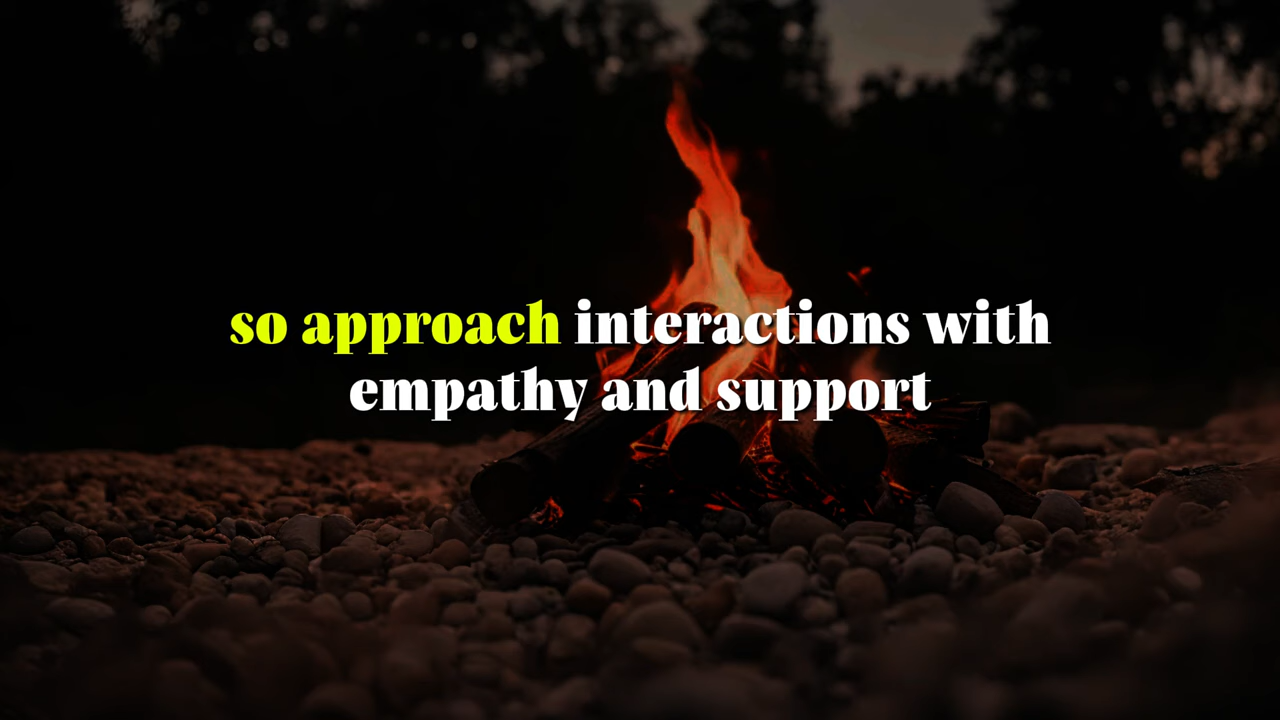 so approach interactions with
empathy and support